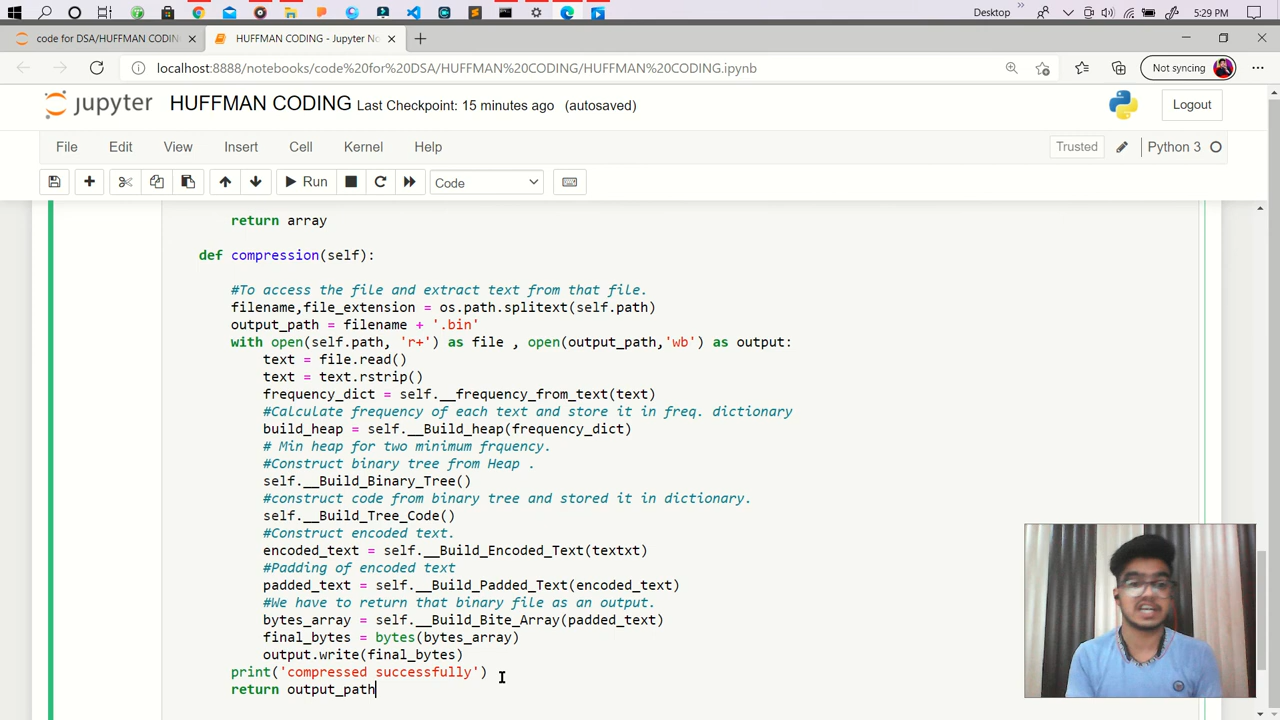 Desktop
5:29 PM
code for DSA/HUFFMAN CODING
HUFFMAN CODING - Jupyter No
localhost:8888/notebooks/code%20for%20DSA/HUFFMAN%20CODING/HUFFMAN%20CODING.ipynb
Not syncing
jupyter HUFFMAN CODING Last Checkpoint: 15 minutes ago (autosaved)
Logout
File Edit View Insert Cell Kernel Help
Trusted
Python 3
Run
Code
return array
def compression(self):
#To access the file and extract text from that file.
filename,file_extension = os.path.splitext(self.path)
output_path = filename + '.bin'
with open(self.path, 'r+') as file , open(output_path,'wb') as output:
text = file.read()
text = text.rstrip()
frequency_dict = self.__frequency_from_text(text)
#Calculate frequency of each text and store it in freq. dictionary
build_heap = self.__Build_heap(frequency_dict)
# Min heap for two minimum frquency.
#Construct binary tree from Heap .
self.__Build_Binary_Tree()
#construct code from binary tree and stored it in dictionary.
self.__Build_Tree_Code()
#Construct encoded text.
encoded_text = self.__Build_Encoded_Text(textxt)
#Padding of encoded text
padded_text = self.__Build_Padded_Text(encoded_text)
#We have to return that binary file as an output.
bytes_array = self.__Build_Bite_Array(padded_text)
final_bytes = bytes(bytes_array)
output.write(final_bytes)
print('compressed successfully')
return output_path